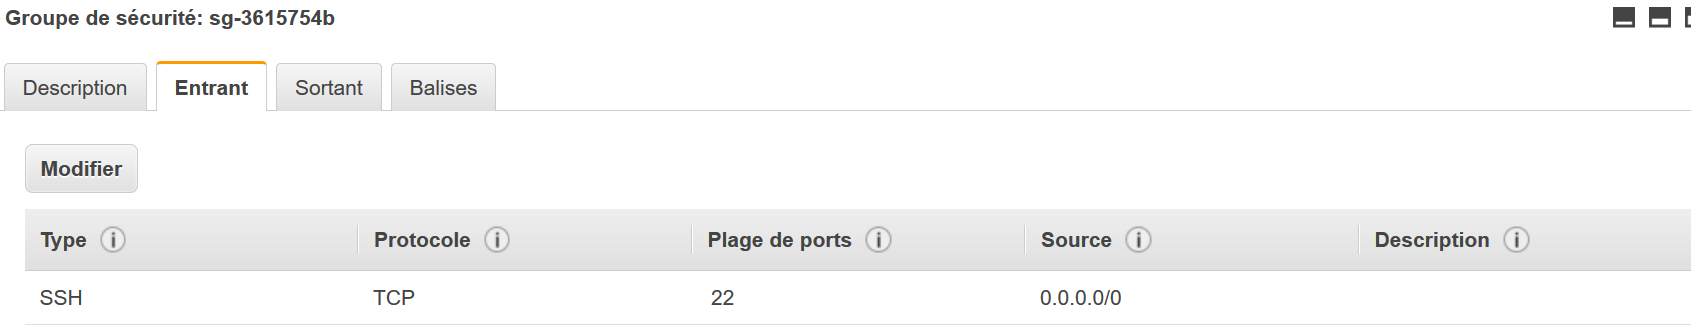 Groupe de sécurité: sg-3615754b
Description Entrant Sortant Balises
Modifier
Type Protocole Plage de ports Source Description
SSH TCP 22 0.0.0.0/0